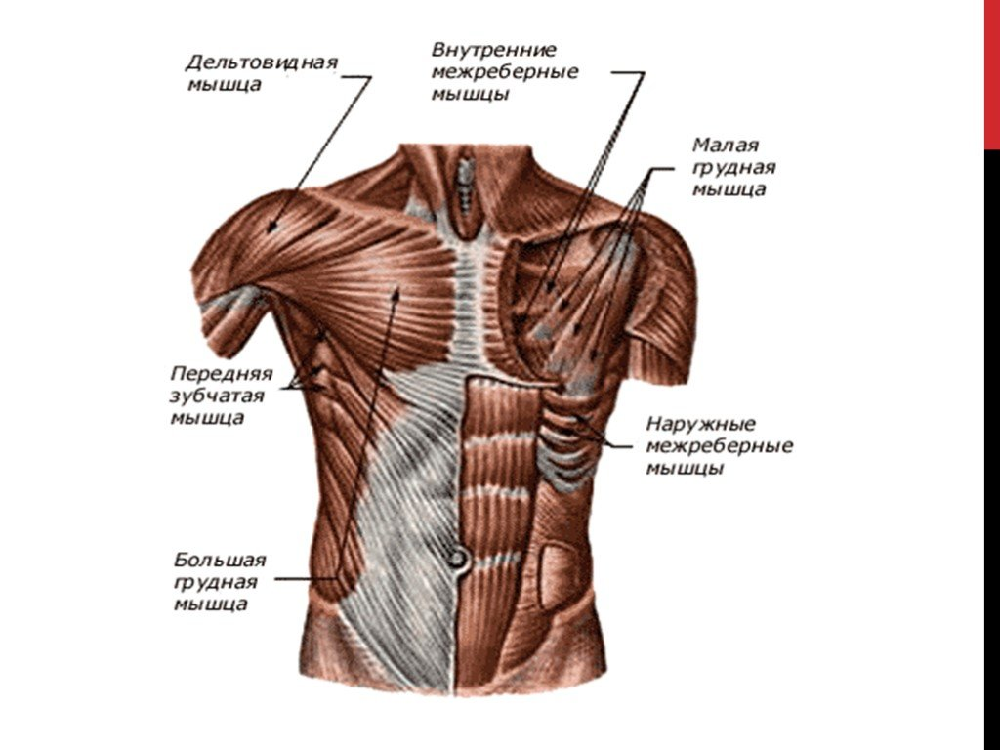 Дельтовидная
мышца
Внутренние
межреберные
мышцы
Малая
грудная
мышца
Передняя
зубчатая
мышца
Наружные
межреберные
мышцы
Большая
грудная
мышца